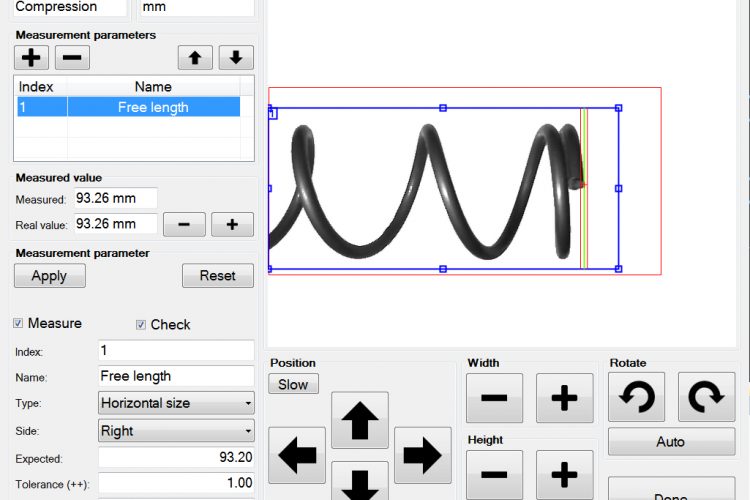 Compression
mm
Measurement parameters
Index Name
1 Free length
Measured value
Measured: 93.26 mm
Real value: 93.26 mm
Measurement parameter
Apply Reset
Measure Check
Index: 1
Name: Free length
Type: Horizontal size
Side: Right
Expected: 93.20
Tolerance (++): 1.00
1
Position
Slow
Width
Height
Rotate
Auto
Done